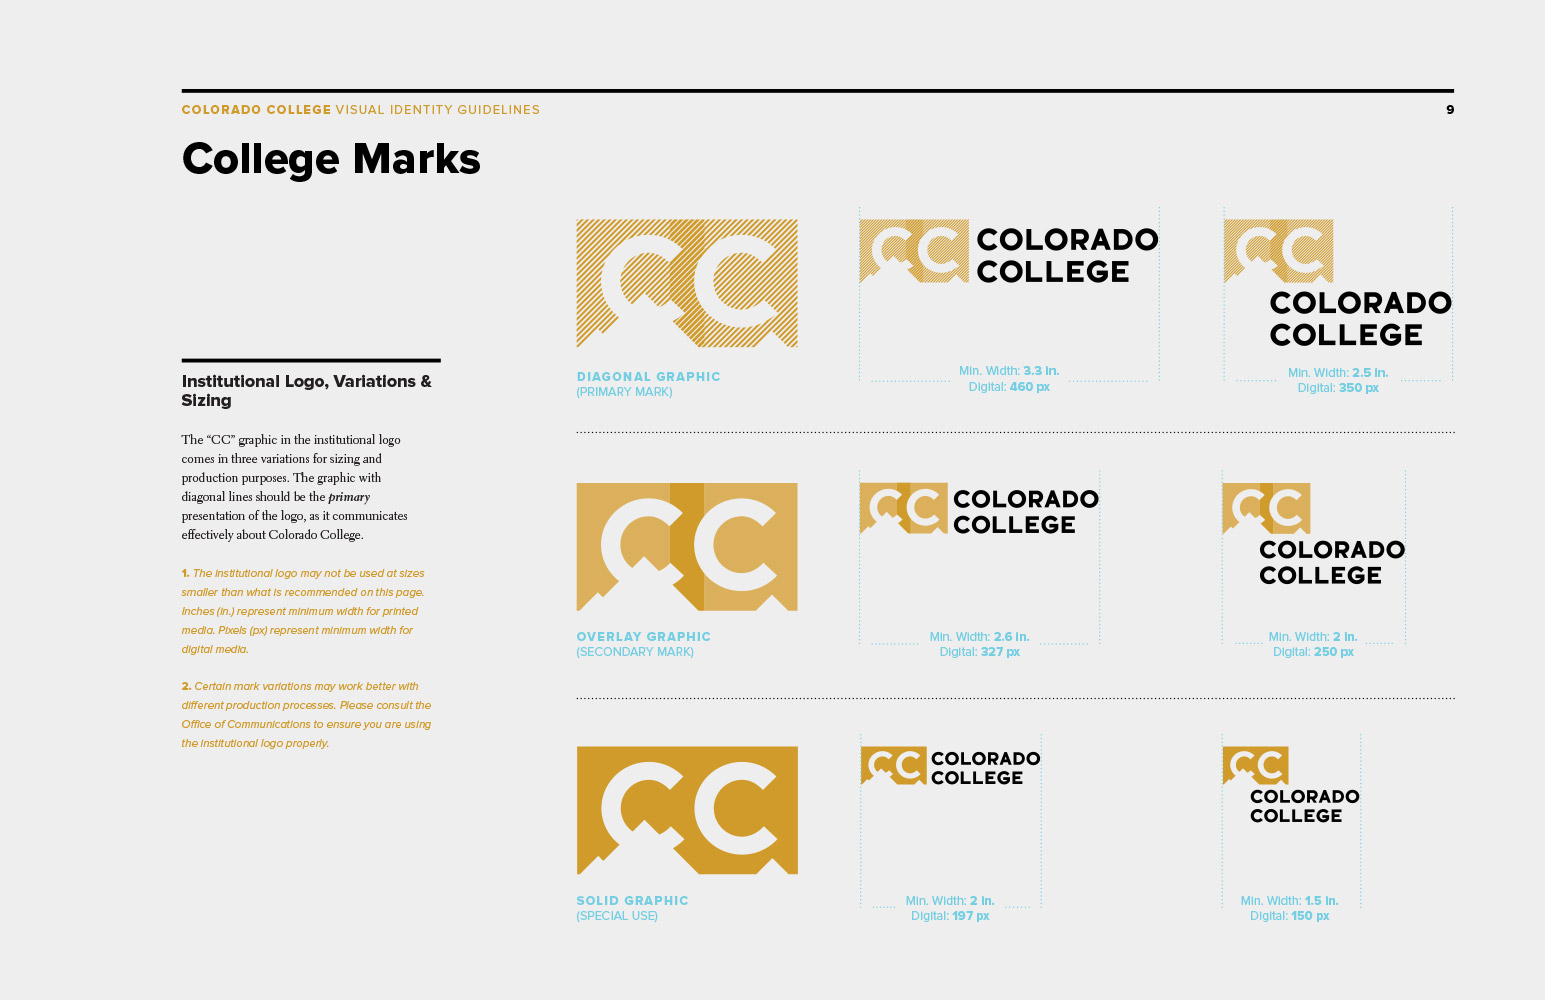 COLORADO COLLEGE VISUAL IDENTITY GUIDELINES
9
College Marks
Institutional Logo, Variations &
Sizing
The “CC” graphic in the institutional logo
comes in three variations for sizing and
production purposes. The graphic with
diagonal lines should be the primary
presentation of the logo, as it communicates
effectively about Colorado College.
1. The institutional logo may not be used at sizes
smaller than what is recommended on this page.
Inches (in.) represent minimum width for printed
media. Pixels (px) represent minimum width for
digital media.
2. Certain mark variations may work better with
different production processes. Please consult the
Office of Communications to ensure you are using
the institutional logo properly.
CC
DIAGONAL GRAPHIC
(PRIMARY MARK)
CC
COLORADO
COLLEGE
Min. Width: 3.3 in.
Digital: 460 px
CC
COLORADO
COLLEGE
Min. Width: 2.5 in.
Digital: 350 px
CC
OVERLAY GRAPHIC
(SECONDARY MARK)
CC
COLORADO
COLLEGE
Min. Width: 2.6 in.
Digital: 327 px
CC
COLORADO
COLLEGE
Min. Width: 2 in.
Digital: 250 px
CC
SOLID GRAPHIC
(SPECIAL USE)
CC
COLORADO
COLLEGE
Min. Width: 2 in.
Digital: 197 px
CC
COLORADO
COLLEGE
Min. Width: 1.5 in.
Digital: 150 px